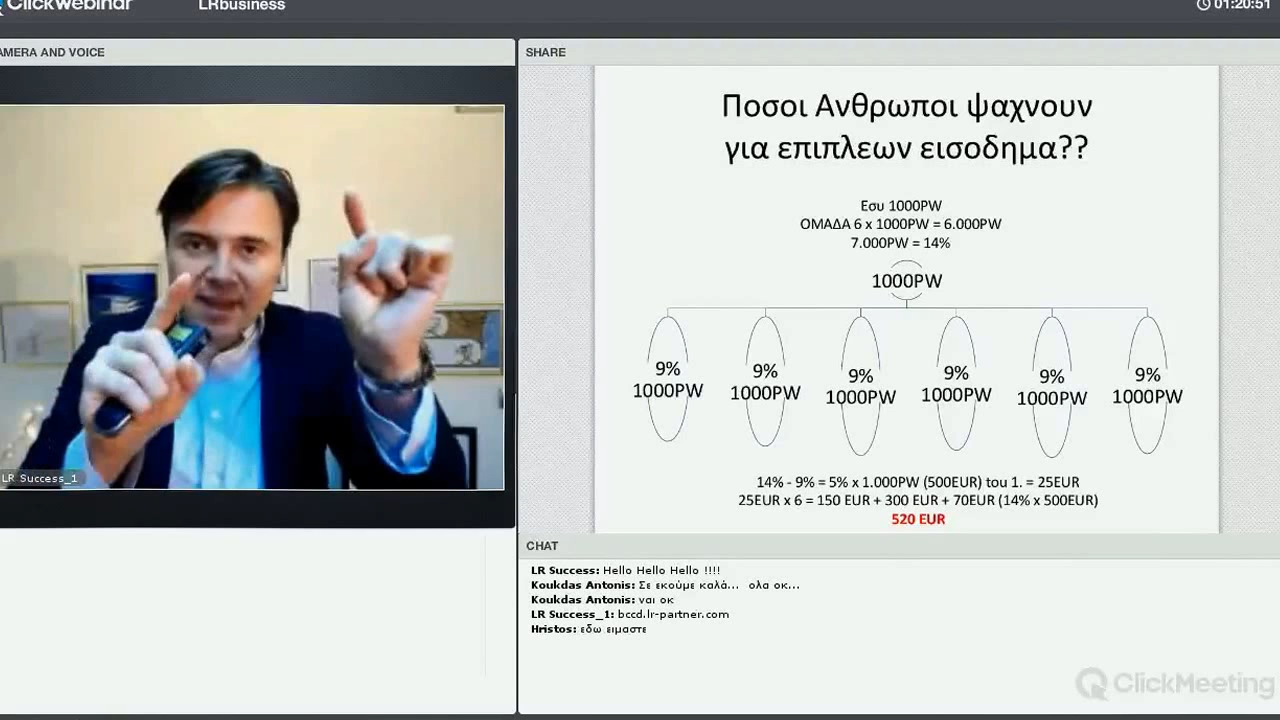 ClickWebinar
LRbusiness
01:20:51
AMERA AND VOICE
SHARE
LR Success_1
Ποσοι Ανθρωποι ψαχνουν
για επιπλεων εισοδημα??
Εσυ 1000PW
ΟΜΑΔΑ 6 x 1000PW = 6.000PW
7.000PW = 14%
1000PW
9%
1000PW
9%
1000PW
9%
1000PW
9%
1000PW
9%
1000PW
9%
1000PW
14% - 9% = 5% x 1.000PW (500EUR) tou 1. = 25EUR
25EUR x 6 = 150 EUR + 300 EUR + 70EUR (14% x 500EUR)
520 EUR
CHAT
LR Success: Hello Hello Hello !!!!
Koukdas Antonis: Σε εκούμε καλά... ολα οκ...
Koukdas Antonis: ναι οκ
LR Success_1: bccd.lr-partner.com
Hristos: εδω ειμαστε
ClickMeeting